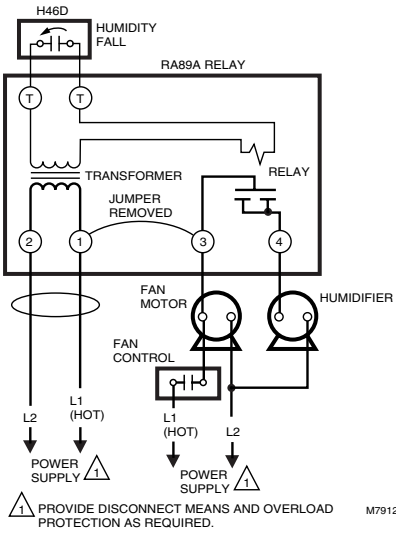 H46D
HUMIDITY
FALL
RA89A RELAY
T
T
TRANSFORMER
RELAY
JUMPER
REMOVED
2
1
3
4
FAN
MOTOR
HUMIDIFIER
FAN
CONTROL
L1
(HOT)
L2
L1
(HOT)
L2
POWER
SUPPLY 1
POWER
SUPPLY 1
1 PROVIDE DISCONNECT MEANS AND OVERLOAD
PROTECTION AS REQUIRED.
M7912